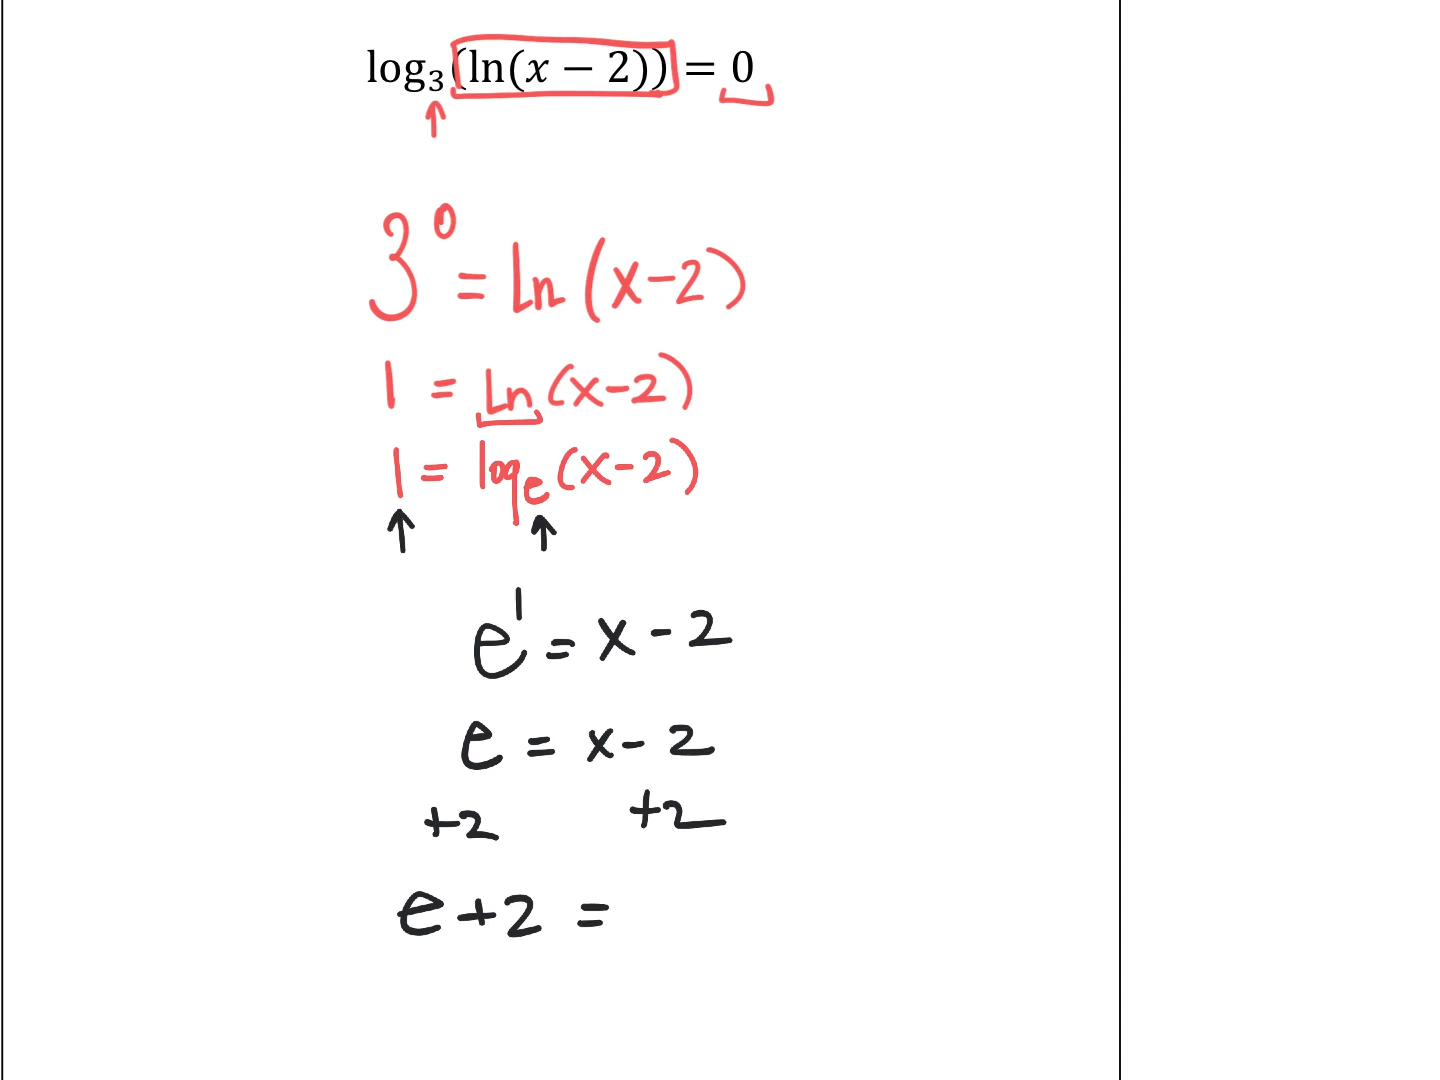 log₃(ln(x − 2)) = 0
3⁰ = ln (x-2)
1 = ln (x-2)
1 = logₑ (x-2)
e¹ = x - 2
e = x - 2
+2 +2
e + 2 =